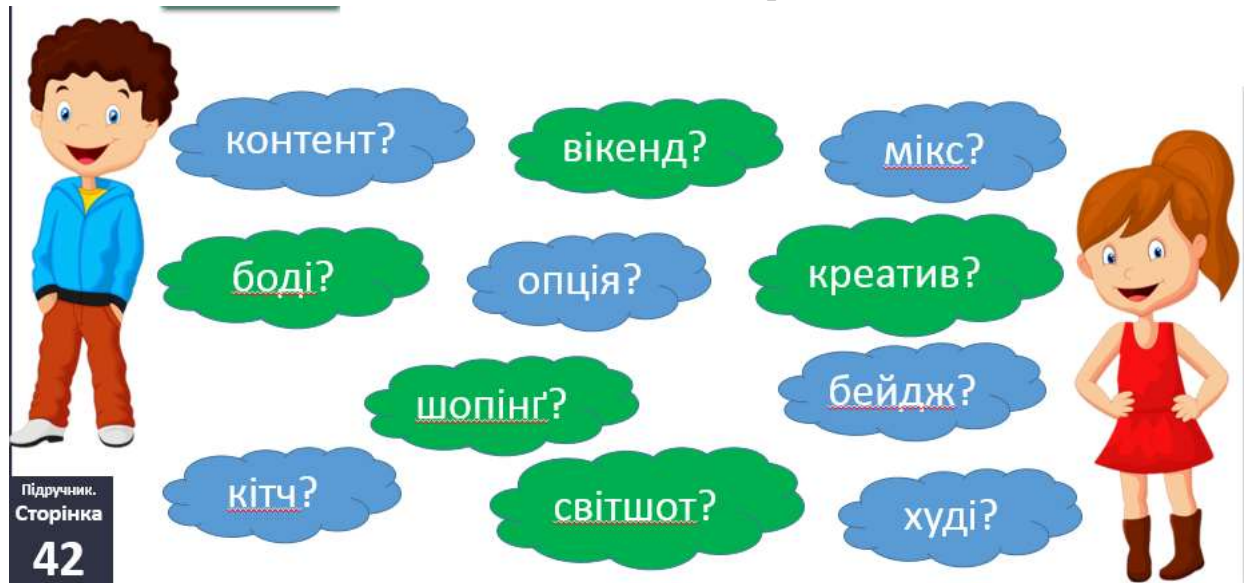 контент?
вікенд?
мікс?
боді?
опція?
креатив?
шопінґ?
бейдж?
кітч?
світшот?
худі?
Підручник.
Сторінка
42